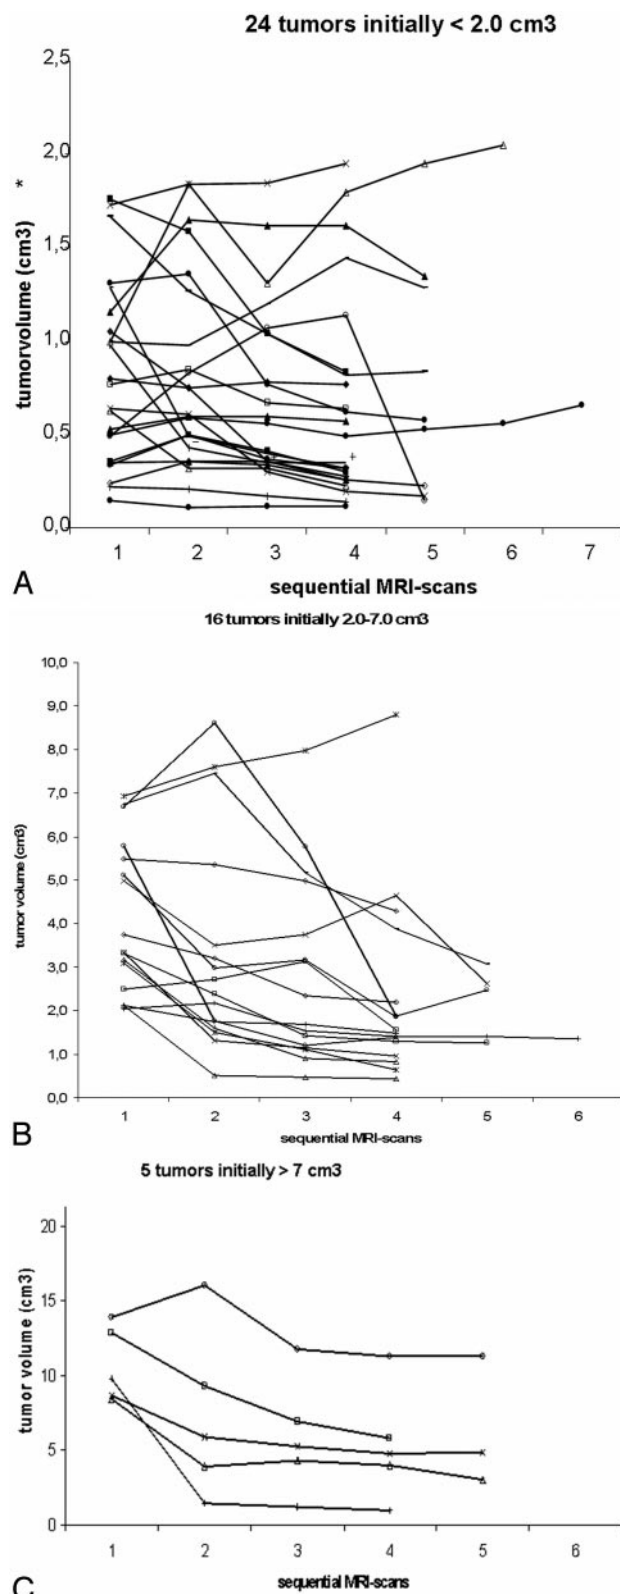 24 tumors initially < 2.0 cm3
2,5
2,0
1,5
1,0
0,5
0,0
tumorvolume (cm3) *
1 2 3 4 5 6 7
sequential MRI-scans
A
16 tumors initially 2.0-7.0 cm3
10,0
9,0
8,0
7,0
6,0
5,0
4,0
3,0
2,0
1,0
0,0
tumor volume (cm3)
1 2 3 4 5 6
sequential MRI-scans
B
5 tumors initially > 7 cm3
20
15
10
5
0
tumor volume (cm3)
1 2 3 4 5 6
sequential MRI-scans
C